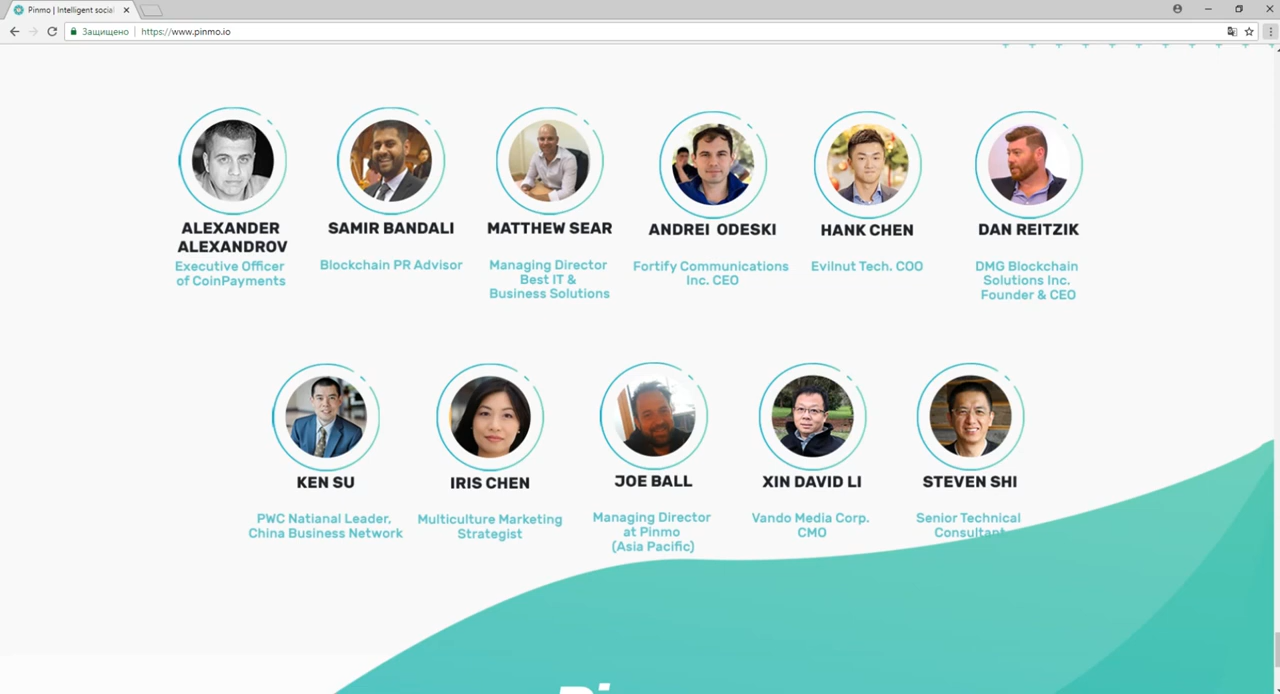 Pinmo | Intelligent social
Защищено
https://www.pinmo.io
ALEXANDER
ALEXANDROV
Executive Officer
of CoinPayments
SAMIR BANDALI
Blockchain PR Advisor
MATTHEW SEAR
Managing Director
Best IT &
Business Solutions
ANDREI ODESKI
Fortify Communications
Inc. CEO
HANK CHEN
Evilnut Tech. COO
DAN REITZIK
DMG Blockchain
Solutions Inc.
Founder & CEO
KEN SU
PWC Natianal Leader,
China Business Network
IRIS CHEN
Multiculture Marketing
Strategist
JOE BALL
Managing Director
at Pinmo
(Asia Pacific)
XIN DAVID LI
Vando Media Corp.
CMO
STEVEN SHI
Senior Technical
Consultant